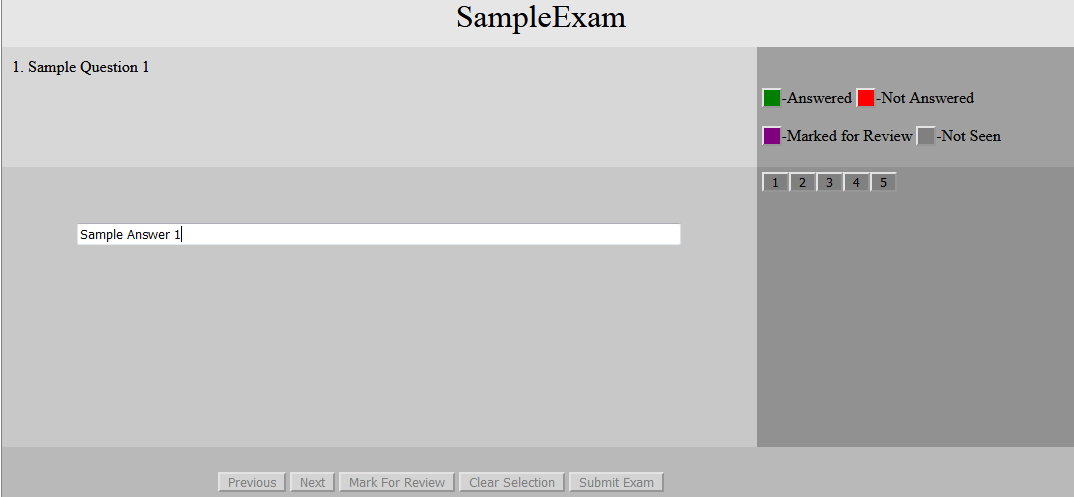 SampleExam
1. Sample Question 1
-Answered -Not Answered
-Marked for Review -Not Seen
1 2 3 4 5
Sample Answer 1
Previous Next Mark For Review Clear Selection Submit Exam